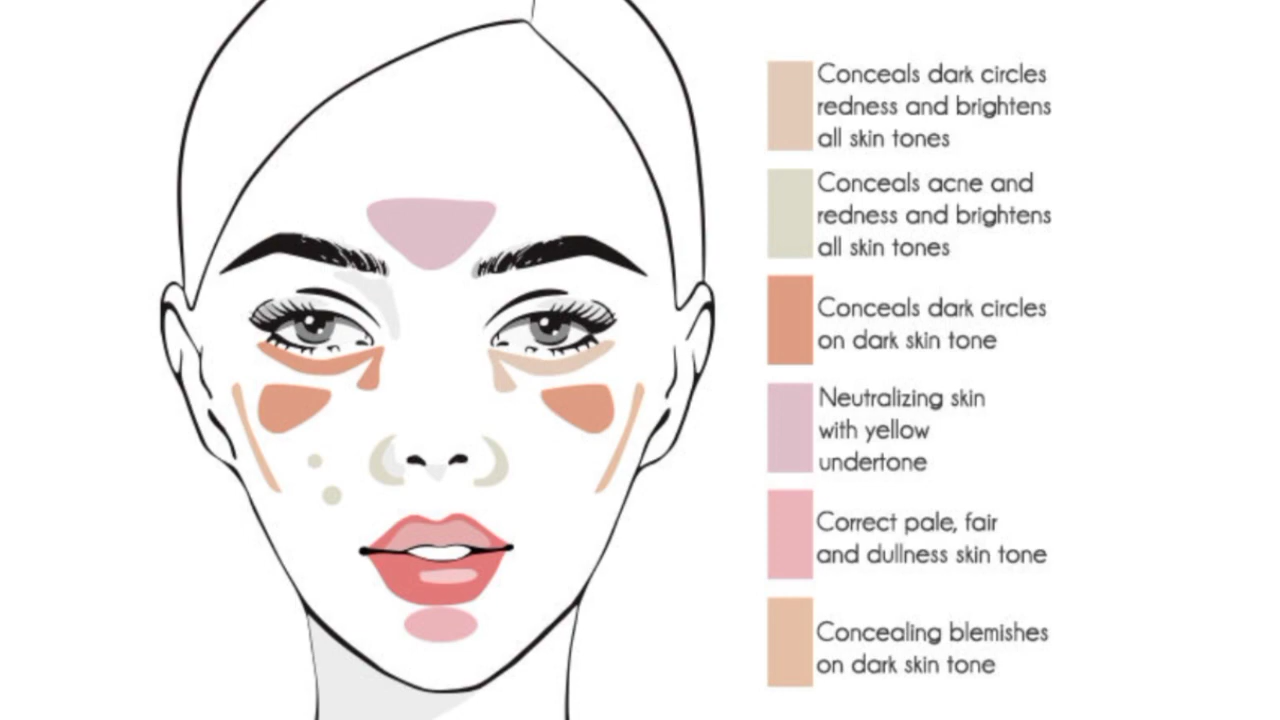 Conceals dark circles
redness and brightens
all skin tones
Conceals acne and
redness and brightens
all skin tones
Conceals dark circles
on dark skin tone
Neutralizing skin
with yellow
undertone
Correct pale, fair
and dullness skin tone
Concealing blemishes
on dark skin tone